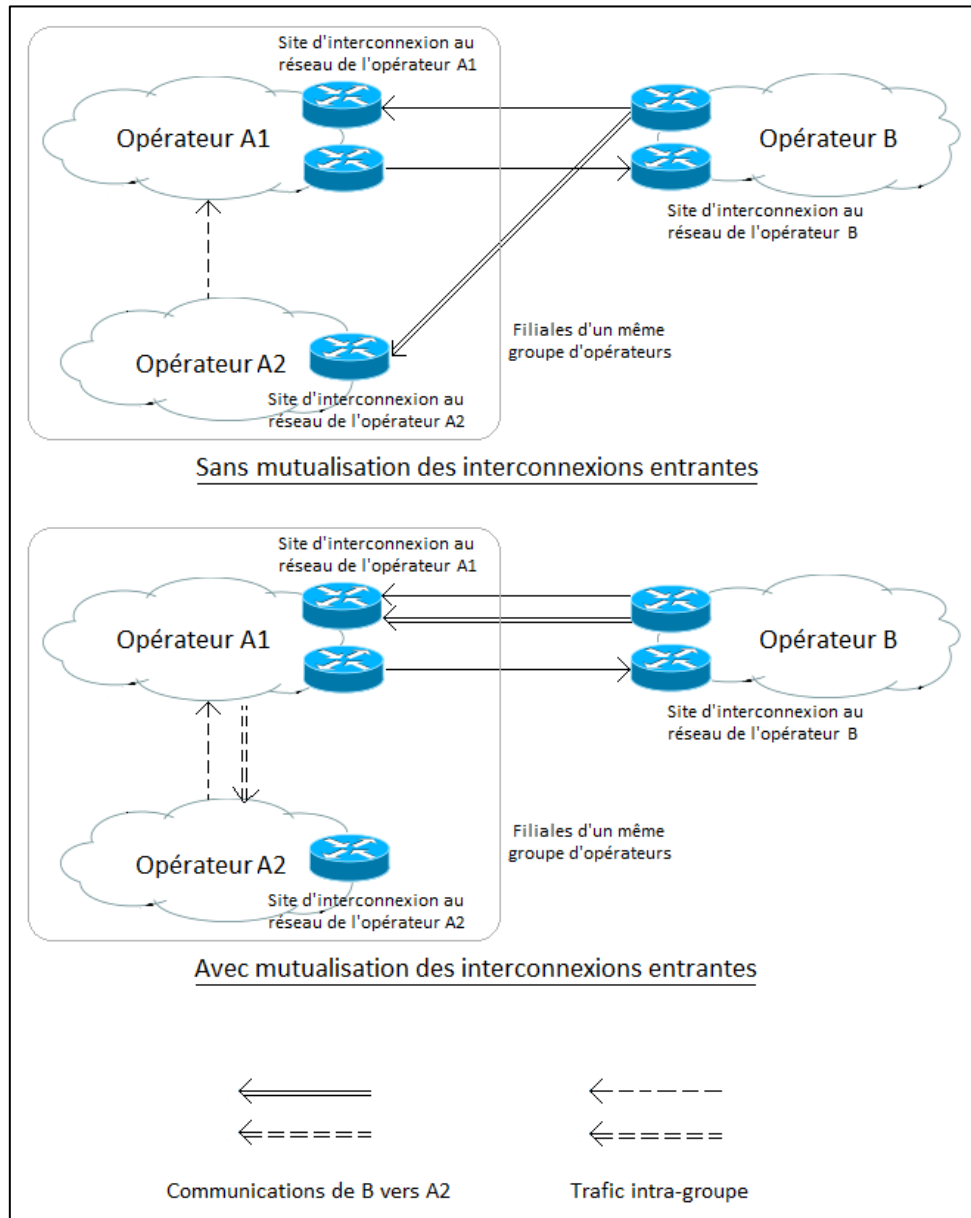 Site d'interconnexion au
réseau de l'opérateur A1
Opérateur A1
Opérateur B
Site d'interconnexion au
réseau de l'opérateur B
Opérateur A2
Filiales d'un même
groupe d'opérateurs
Site d'interconnexion au
réseau de l'opérateur A2
Sans mutualisation des interconnexions entrantes
Site d'interconnexion au
réseau de l'opérateur A1
Opérateur A1
Opérateur B
Site d'interconnexion au
réseau de l'opérateur B
Opérateur A2
Filiales d'un même
groupe d'opérateurs
Site d'interconnexion au
réseau de l'opérateur A2
Avec mutualisation des interconnexions entrantes
Communications de B vers A2
Trafic intra-groupe